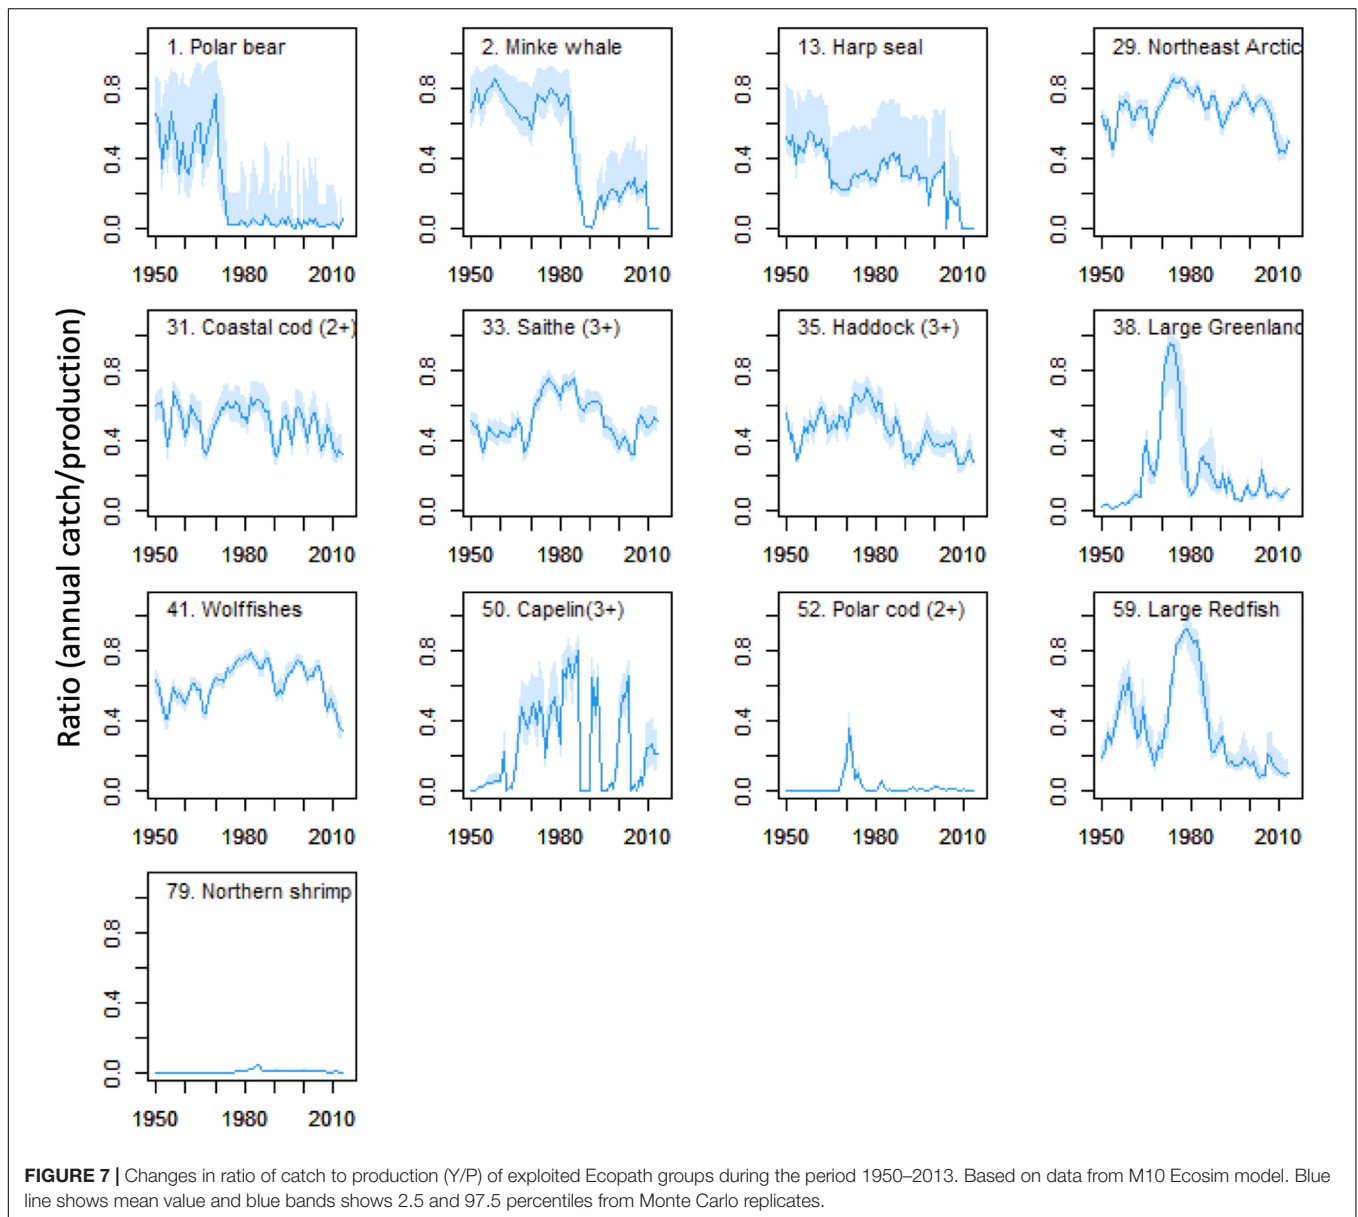 1. Polar bear
2. Minke whale
13. Harp seal
29. Northeast Arctic
0.0 0.4 0.8
0.0 0.4 0.8
0.0 0.4 0.8
0.0 0.4 0.8
1950 1980 2010
1950 1980 2010
1950 1980 2010
1950 1980 2010
Ratio (annual catch/production)
31. Coastal cod (2+)
33. Saithe (3+)
35. Haddock (3+)
38. Large Greenland
0.0 0.4 0.8
0.0 0.4 0.8
0.0 0.4 0.8
0.0 0.4 0.8
1950 1980 2010
1950 1980 2010
1950 1980 2010
1950 1980 2010
41. Wolffishes
50. Capelin(3+)
52. Polar cod (2+)
59. Large Redfish
0.0 0.4 0.8
0.0 0.4 0.8
0.0 0.4 0.8
0.0 0.4 0.8
1950 1980 2010
1950 1980 2010
1950 1980 2010
1950 1980 2010
79. Northern shrimp
0.0 0.4 0.8
1950 1980 2010
FIGURE 7 | Changes in ratio of catch to production (Y/P) of exploited Ecopath groups during the period 1950–2013. Based on data from M10 Ecosim model. Blue
line shows mean value and blue bands shows 2.5 and 97.5 percentiles from Monte Carlo replicates.